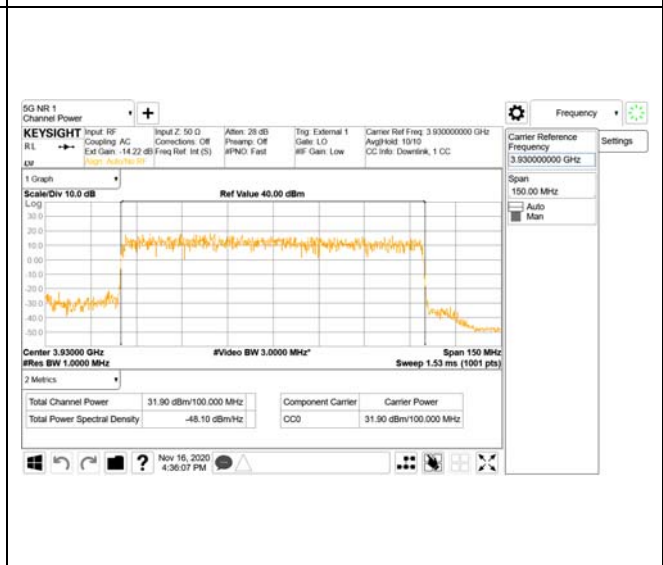 5G NR 1
Channel Power
Frequency
KEYSIGHT
RL
Input: RF
Coupling: AC
Ext Gain: -14.22 dB
Align: Auto/No RF
Input Z: 50 Ω
Corrections: Off
Freq Ref: Int (S)
Atten: 28 dB
Preamp: Off
#PNO: Fast
Trig: External 1
Gate: LO
#IF Gain: Low
Carrier Ref Freq: 3.930000000 GHz
Avg|Hold: 10/10
CC Info: Downlink, 1 CC
Carrier Reference
Frequency
3.930000000 GHz
Settings
Span
150.00 MHz
Auto
Man
1 Graph
Scale/Div 10.0 dB
Ref Value 40.00 dBm
Log
30.0
20.0
10.0
0.00
-10.0
-20.0
-30.0
-40.0
-50.0
Center 3.93000 GHz
#Video BW 3.0000 MHz*
Span 150 MHz
#Res BW 1.0000 MHz
Sweep 1.53 ms (1001 pts)
2 Metrics
Total Channel Power 31.90 dBm/100.000 MHz
Total Power Spectral Density -48.10 dBm/Hz
Component Carrier Carrier Power
CC0 31.90 dBm/100.000 MHz
Nov 16, 2020
4:36:07 PM